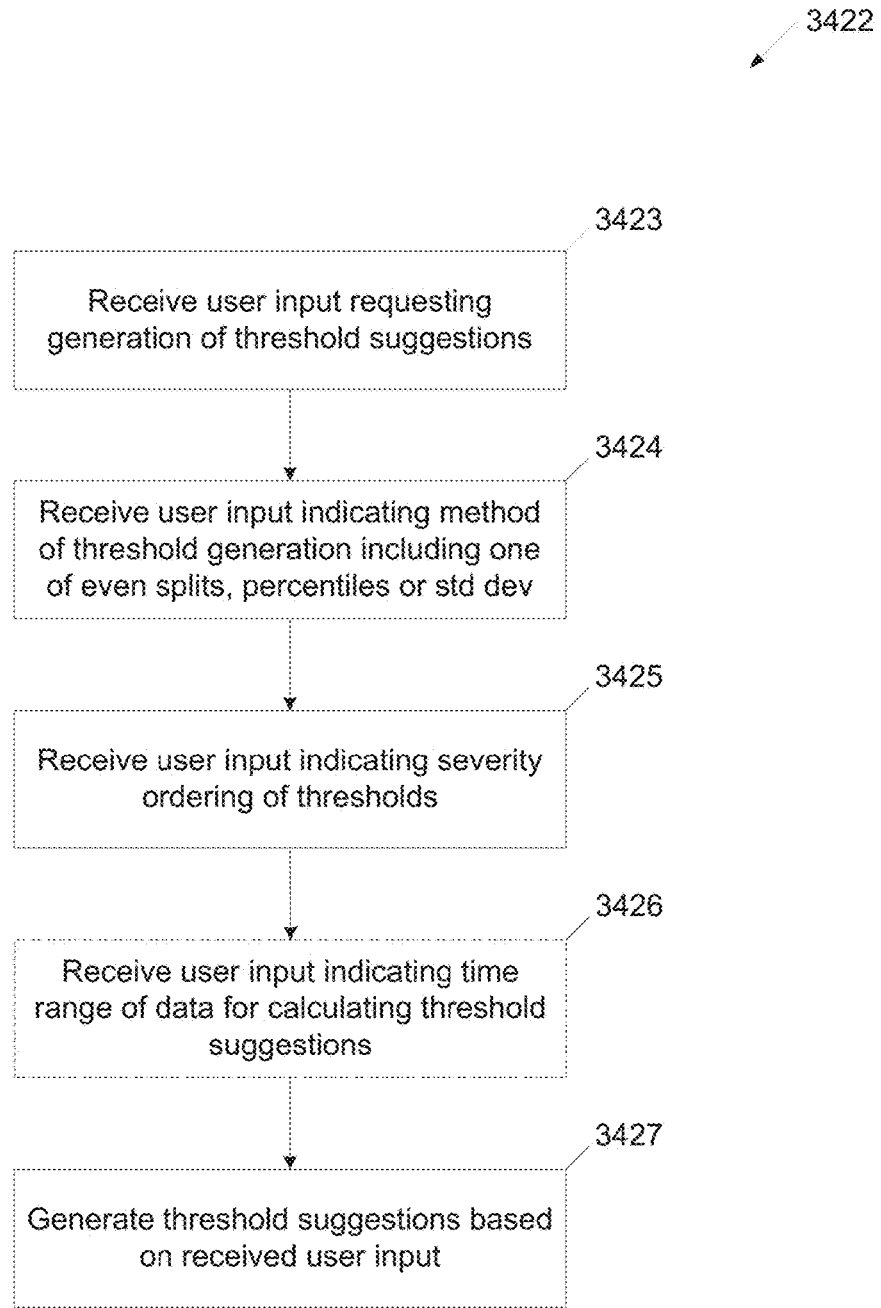 3422
3423
Receive user input requesting
generation of threshold suggestions
3424
Receive user input indicating method
of threshold generation including one
of even splits, percentiles or std dev
3425
Receive user input indicating severity
ordering of thresholds
3426
Receive user input indicating time
range of data for calculating threshold
suggestions
3427
Generate threshold suggestions based
on received user input